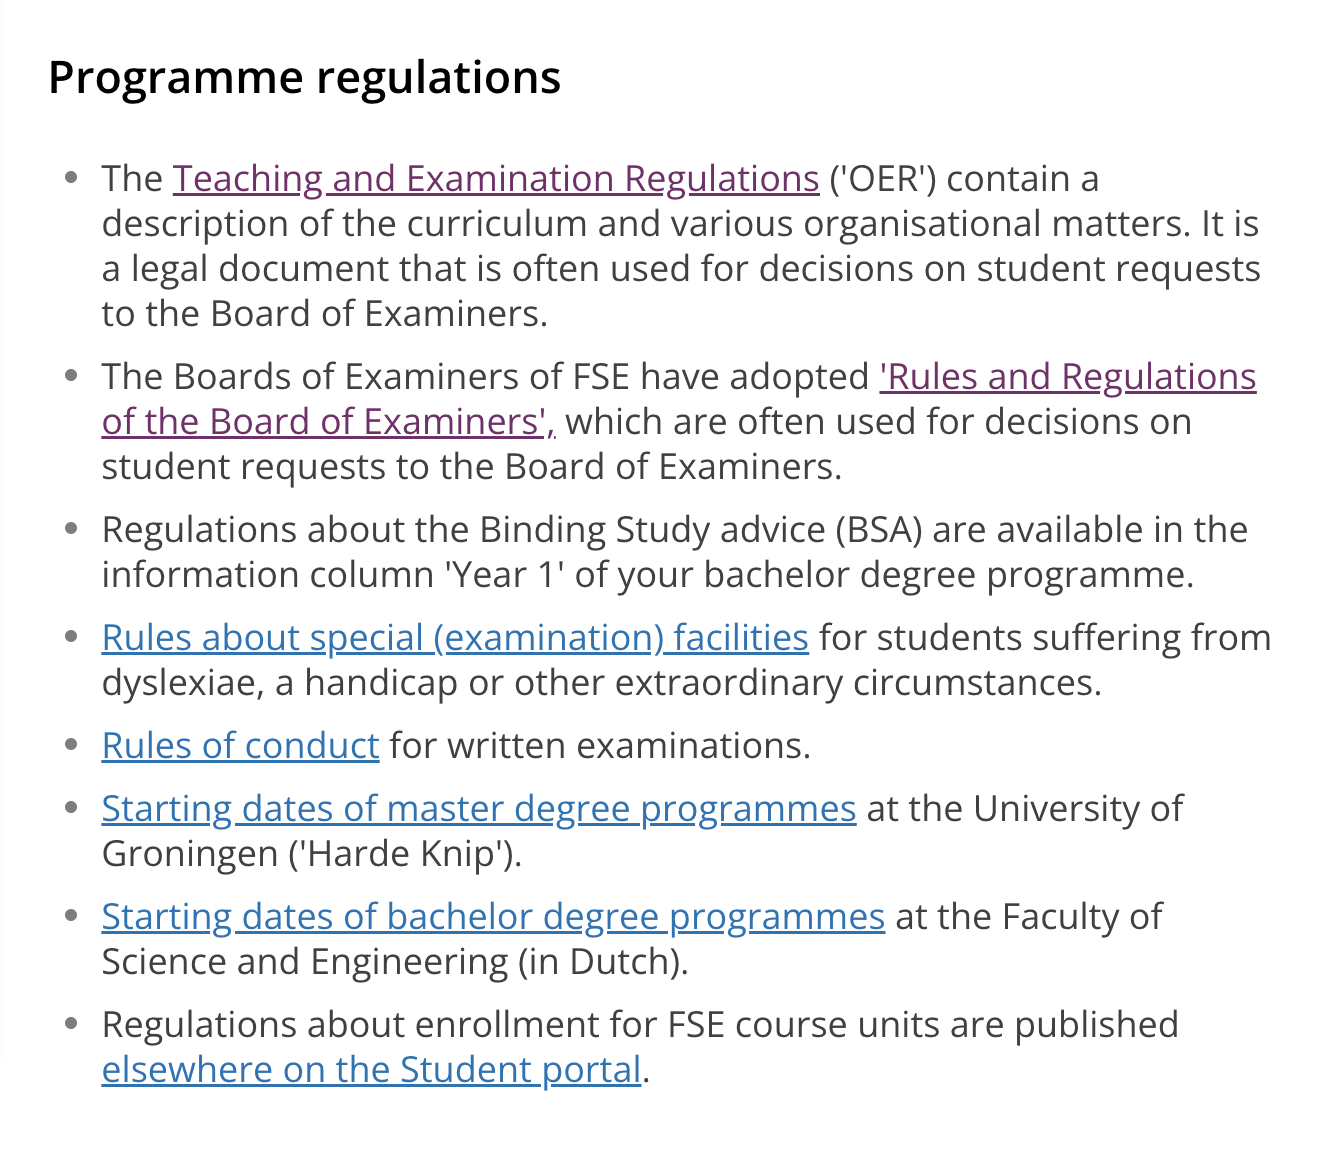 Programme regulations
The Teaching and Examination Regulations ('OER') contain a
description of the curriculum and various organisational matters. It is
a legal document that is often used for decisions on student requests
to the Board of Examiners.
The Boards of Examiners of FSE have adopted 'Rules and Regulations
of the Board of Examiners', which are often used for decisions on
student requests to the Board of Examiners.
Regulations about the Binding Study advice (BSA) are available in the
information column 'Year 1' of your bachelor degree programme.
Rules about special (examination) facilities for students suffering from
dyslexiae, a handicap or other extraordinary circumstances.
Rules of conduct for written examinations.
Starting dates of master degree programmes at the University of
Groningen ('Harde Knip').
Starting dates of bachelor degree programmes at the Faculty of
Science and Engineering (in Dutch).
Regulations about enrollment for FSE course units are published
elsewhere on the Student portal.